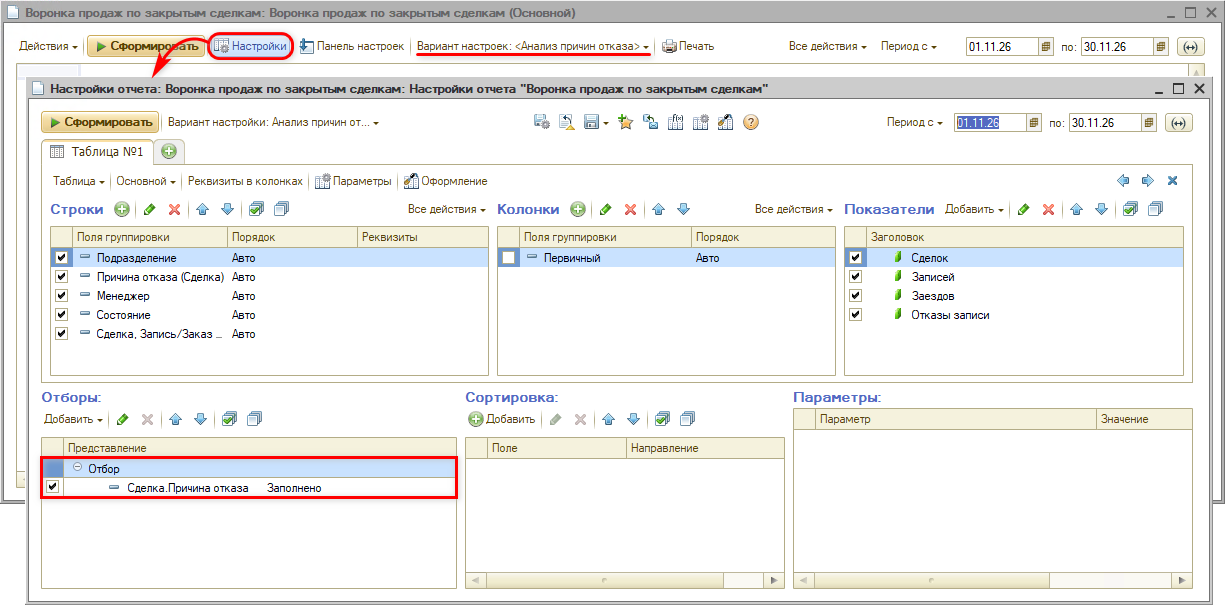 Воронка продаж по закрытым сделкам: Воронка продаж по закрытым сделкам (Основной)
Действия Сформировать Настройки Панель настроек Вариант настроек: <Анализ причин отказа> Печать Все действия Период с 01.11.26 по: 30.11.26
Настройки отчета: Воронка продаж по закрытым сделкам: Настройки отчета "Воронка продаж по закрытым сделкам"
Сформировать Вариант настройки: Анализ причин от... Период с 01.11.26 по: 30.11.26
Таблица №1
Таблица Основной Реквизиты в колонках Параметры Оформление
Строки Все действия Колонки Все действия Показатели Добавить
Поля группировки Порядок Реквизиты Поля группировки Порядок Заголовок
Подразделение Авто Первичный Авто Сделок
Причина отказа (Сделка) Авто Записей
Менеджер Авто Заездов
Состояние Авто Отказы записи
Сделка, Запись/Заказ ... Авто
Отборы: Сортировка: Параметры:
Добавить Добавить Параметр Значение
Представление Поле Направление
Отбор
Сделка.Причина отказа Заполнено